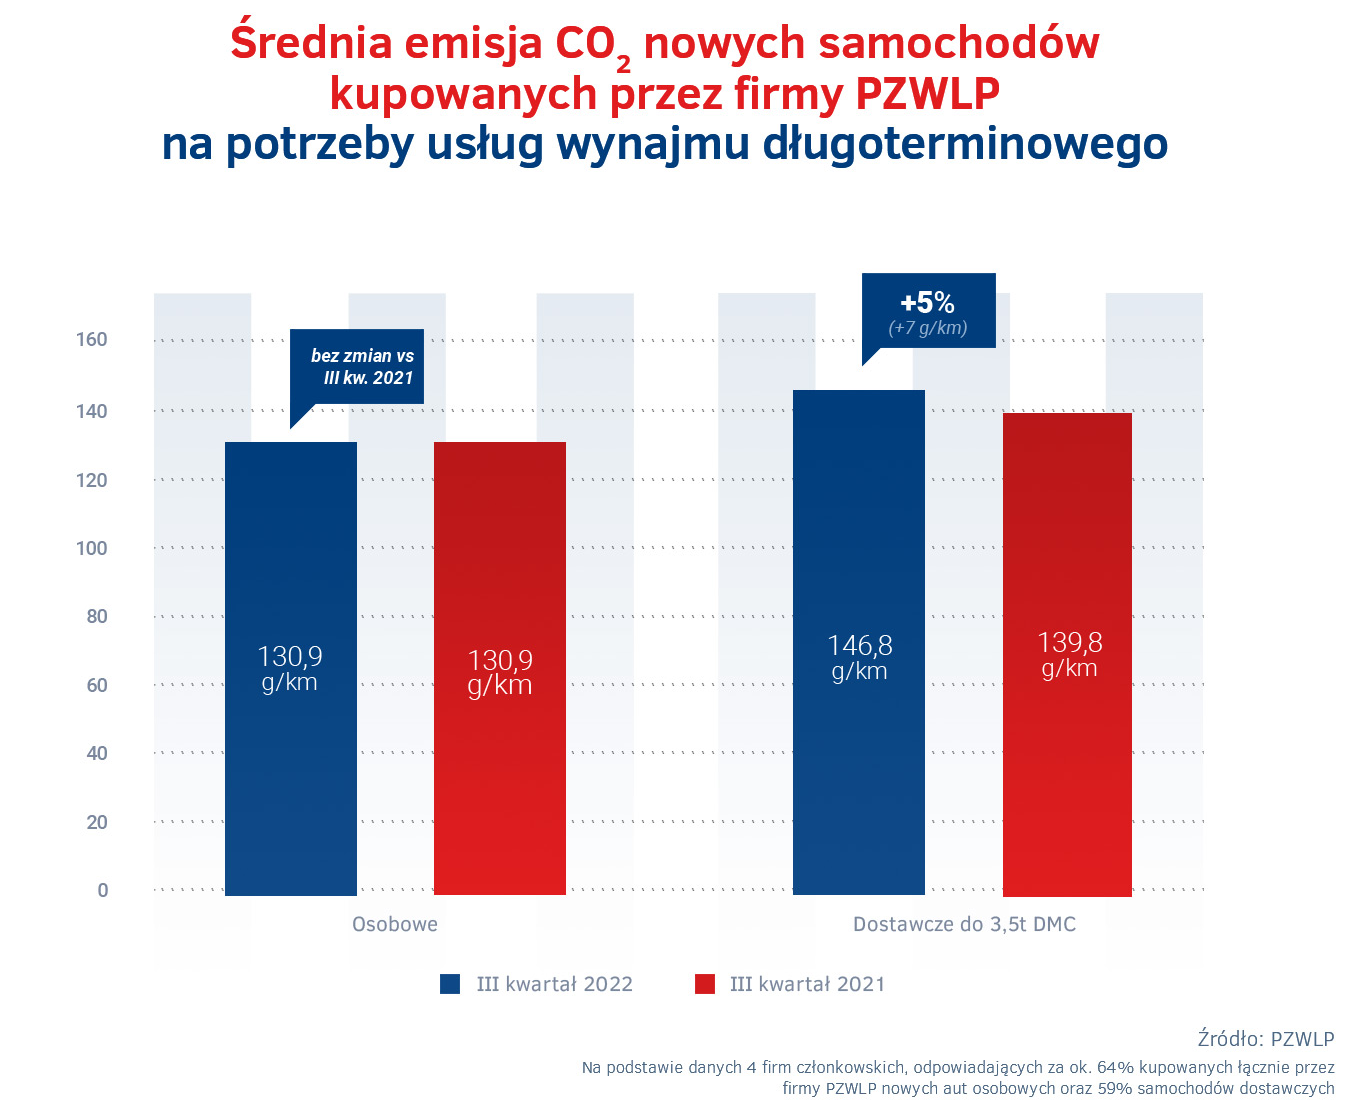 Średnia emisja CO₂ nowych samochodów
kupowanych przez firmy PZWLP
na potrzeby usług wynajmu długoterminowego
+5%
(+7 g/km)
bez zmian vs
III kw. 2021
160
140
120
100
80
60
40
20
0
130,9
g/km
130,9
g/km
146,8
g/km
139,8
g/km
Osobowe
Dostawcze do 3,5t DMC
III kwartał 2022
III kwartał 2021
Źródło: PZWLP
Na podstawie danych 4 firm członkowskich, odpowiadających za ok. 64% kupowanych łącznie przez
firmy PZWLP nowych aut osobowych oraz 59% samochodów dostawczych